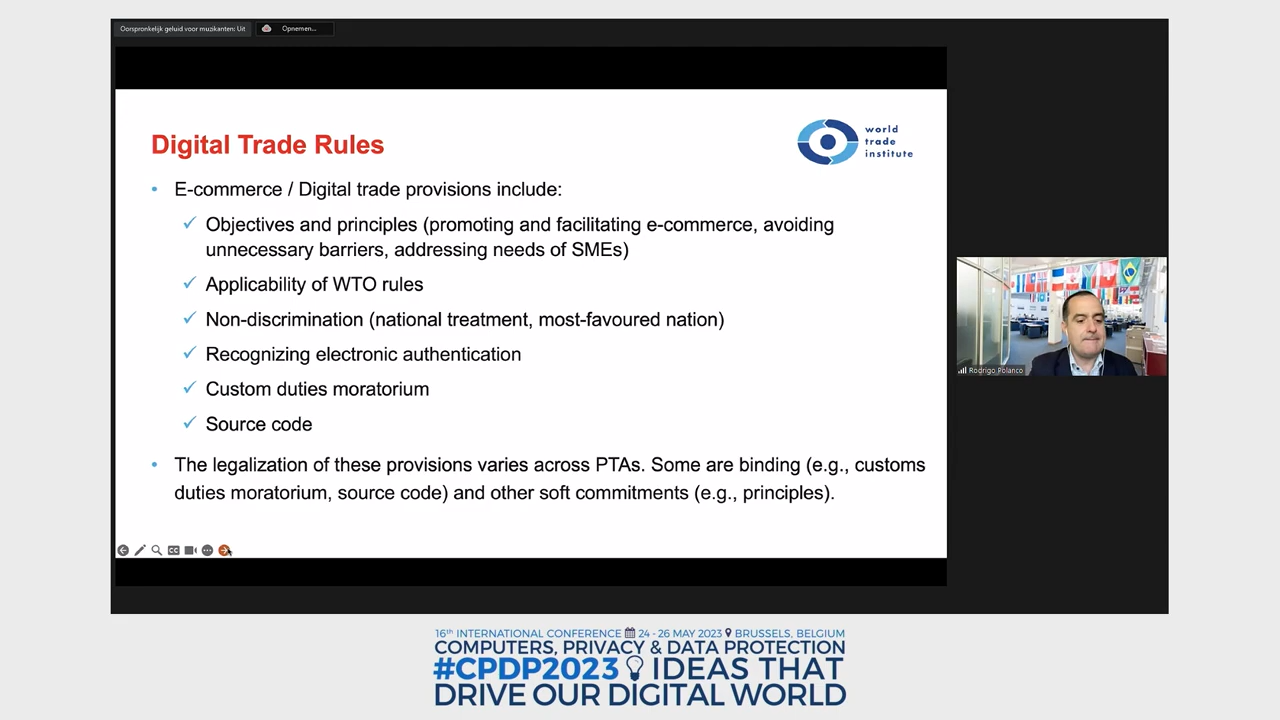 Oorspronkelijk geluid voor muzikanten: Uit
Opnemen...
Digital Trade Rules
world
trade
institute
• E-commerce / Digital trade provisions include:
✓ Objectives and principles (promoting and facilitating e-commerce, avoiding
unnecessary barriers, addressing needs of SMEs)
✓ Applicability of WTO rules
✓ Non-discrimination (national treatment, most-favoured nation)
✓ Recognizing electronic authentication
✓ Custom duties moratorium
✓ Source code
• The legalization of these provisions varies across PTAs. Some are binding (e.g., customs
duties moratorium, source code) and other soft commitments (e.g., principles).
CC
Rodrigo Polanco
16th INTERNATIONAL CONFERENCE 24 - 26 MAY 2023 BRUSSELS, BELGIUM
COMPUTERS, PRIVACY & DATA PROTECTION
#CPDP2023 IDEAS THAT
DRIVE OUR DIGITAL WORLD